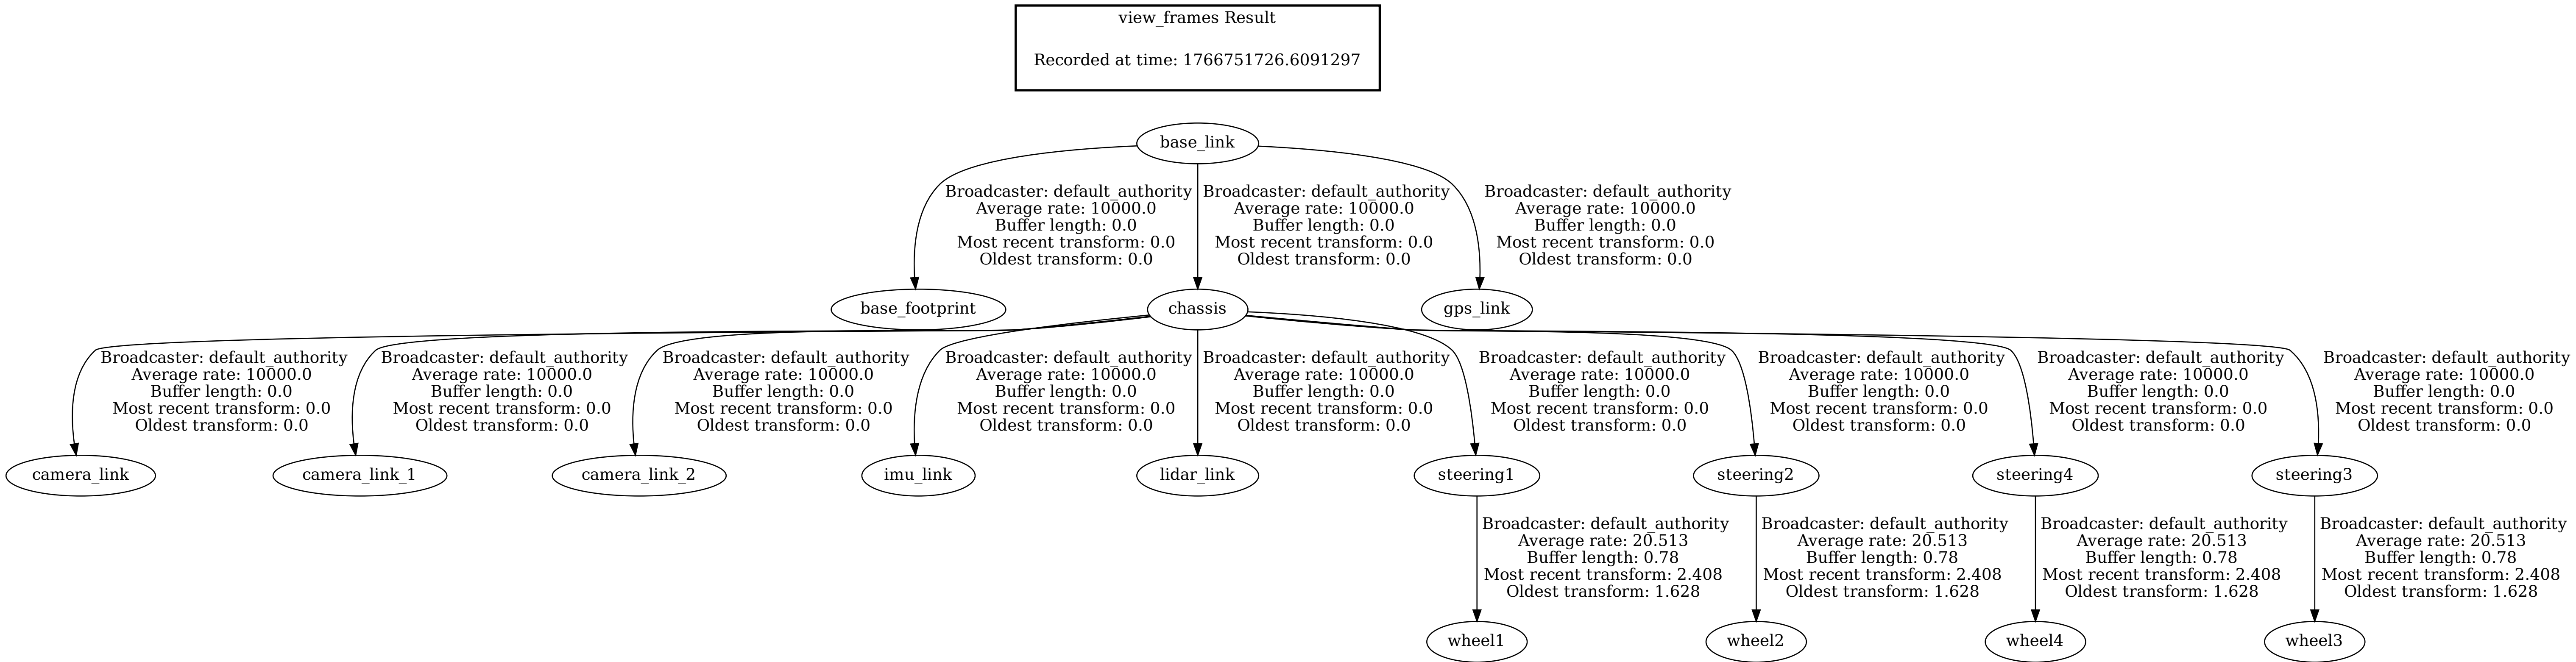 view_frames Result
Recorded at time: 1766751726.6091297
base_link
Broadcaster: default_authority
Average rate: 10000.0
Buffer length: 0.0
Most recent transform: 0.0
Oldest transform: 0.0
Broadcaster: default_authority
Average rate: 10000.0
Buffer length: 0.0
Most recent transform: 0.0
Oldest transform: 0.0
Broadcaster: default_authority
Average rate: 10000.0
Buffer length: 0.0
Most recent transform: 0.0
Oldest transform: 0.0
base_footprint
chassis
gps_link
Broadcaster: default_authority
Average rate: 10000.0
Buffer length: 0.0
Most recent transform: 0.0
Oldest transform: 0.0
Broadcaster: default_authority
Average rate: 10000.0
Buffer length: 0.0
Most recent transform: 0.0
Oldest transform: 0.0
Broadcaster: default_authority
Average rate: 10000.0
Buffer length: 0.0
Most recent transform: 0.0
Oldest transform: 0.0
Broadcaster: default_authority
Average rate: 10000.0
Buffer length: 0.0
Most recent transform: 0.0
Oldest transform: 0.0
Broadcaster: default_authority
Average rate: 10000.0
Buffer length: 0.0
Most recent transform: 0.0
Oldest transform: 0.0
Broadcaster: default_authority
Average rate: 10000.0
Buffer length: 0.0
Most recent transform: 0.0
Oldest transform: 0.0
Broadcaster: default_authority
Average rate: 10000.0
Buffer length: 0.0
Most recent transform: 0.0
Oldest transform: 0.0
Broadcaster: default_authority
Average rate: 10000.0
Buffer length: 0.0
Most recent transform: 0.0
Oldest transform: 0.0
Broadcaster: default_authority
Average rate: 10000.0
Buffer length: 0.0
Most recent transform: 0.0
Oldest transform: 0.0
camera_link
camera_link_1
camera_link_2
imu_link
lidar_link
steering1
steering2
steering4
steering3
Broadcaster: default_authority
Average rate: 20.513
Buffer length: 0.78
Most recent transform: 2.408
Oldest transform: 1.628
Broadcaster: default_authority
Average rate: 20.513
Buffer length: 0.78
Most recent transform: 2.408
Oldest transform: 1.628
Broadcaster: default_authority
Average rate: 20.513
Buffer length: 0.78
Most recent transform: 2.408
Oldest transform: 1.628
Broadcaster: default_authority
Average rate: 20.513
Buffer length: 0.78
Most recent transform: 2.408
Oldest transform: 1.628
wheel1
wheel2
wheel4
wheel3